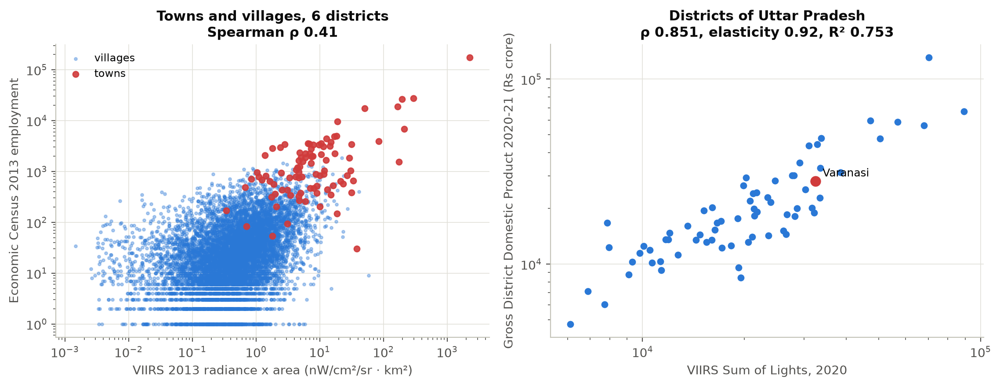 Towns and villages, 6 districts
Spearman ρ 0.41
villages
towns
Economic Census 2013 employment
10⁵
10⁴
10³
10²
10¹
10⁰
10⁻³
10⁻²
10⁻¹
10⁰
10¹
10²
10³
VIIRS 2013 radiance x area (nW/cm²/sr · km²)
Districts of Uttar Pradesh
ρ 0.851, elasticity 0.92, R² 0.753
Gross District Domestic Product 2020-21 (Rs crore)
10⁵
10⁴
Varanasi
10⁴
10⁵
VIIRS Sum of Lights, 2020